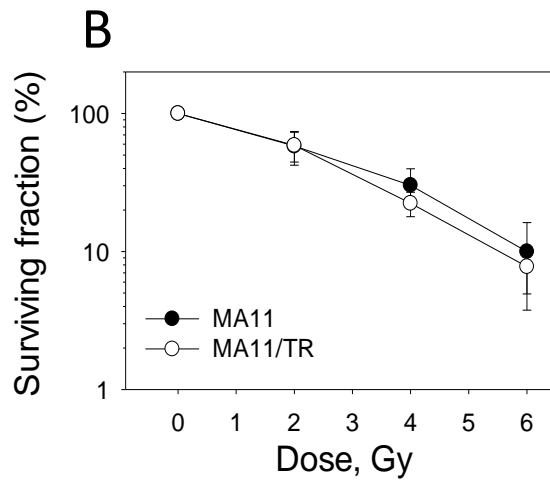 B
Surviving fraction (%)
100
10
1
MA11
MA11/TR
0 1 2 3 4 5 6
Dose, Gy